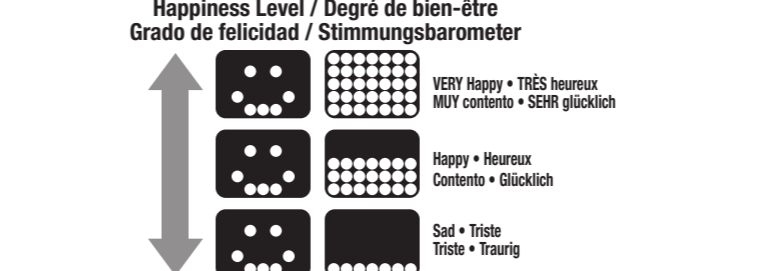 Happiness Level / Degré de bien-être
Grado de felicidad / Stimmungsbarometer
VERY Happy • TRÈS heureux
MUY contento • SEHR glücklich
Happy • Heureux
Contento • Glücklich
Sad • Triste
Triste • Traurig